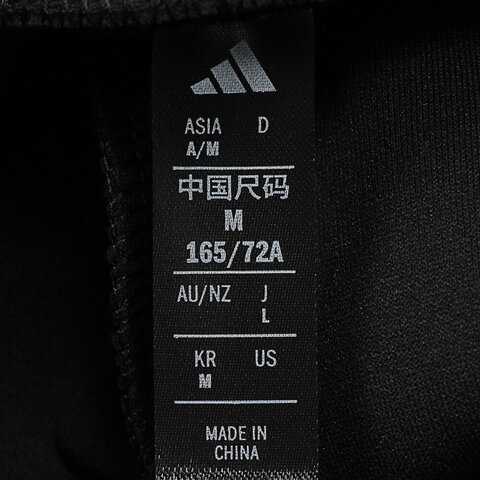 ASIA D
A/M
中国尺码
M
165/72A
AU/NZ J
L
KR US
M
MADE IN
CHINA